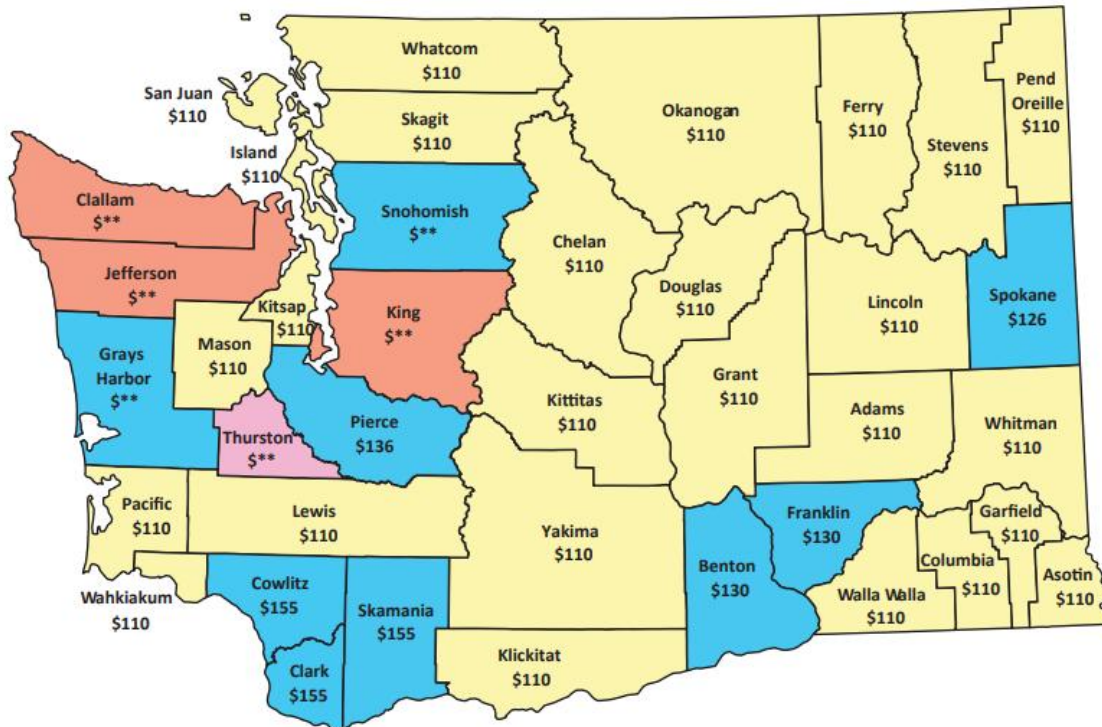 Whatcom
$110
San Juan
$110
Skagit
$110
Island
$110
Okanogan
$110
Ferry
$110
Stevens
$110
Pend
Oreille
$110
Clallam
$**
Snohomish
$**
Jefferson
$**
Chelan
$110
Douglas
$110
Kitsap
$110
King
$**
Lincoln
$110
Spokane
$126
Grays
Harbor
$**
Mason
$110
Thurston
$**
Pierce
$136
Kittitas
$110
Grant
$110
Adams
$110
Whitman
$110
Pacific
$110
Lewis
$110
Yakima
$110
Benton
$130
Franklin
$130
Walla Walla
$110
Columbia
$110
Garfield
$110
Asotin
$110
Wahkiakum
$110
Cowlitz
$155
Skamania
$155
Clark
$155
Klickitat
$110